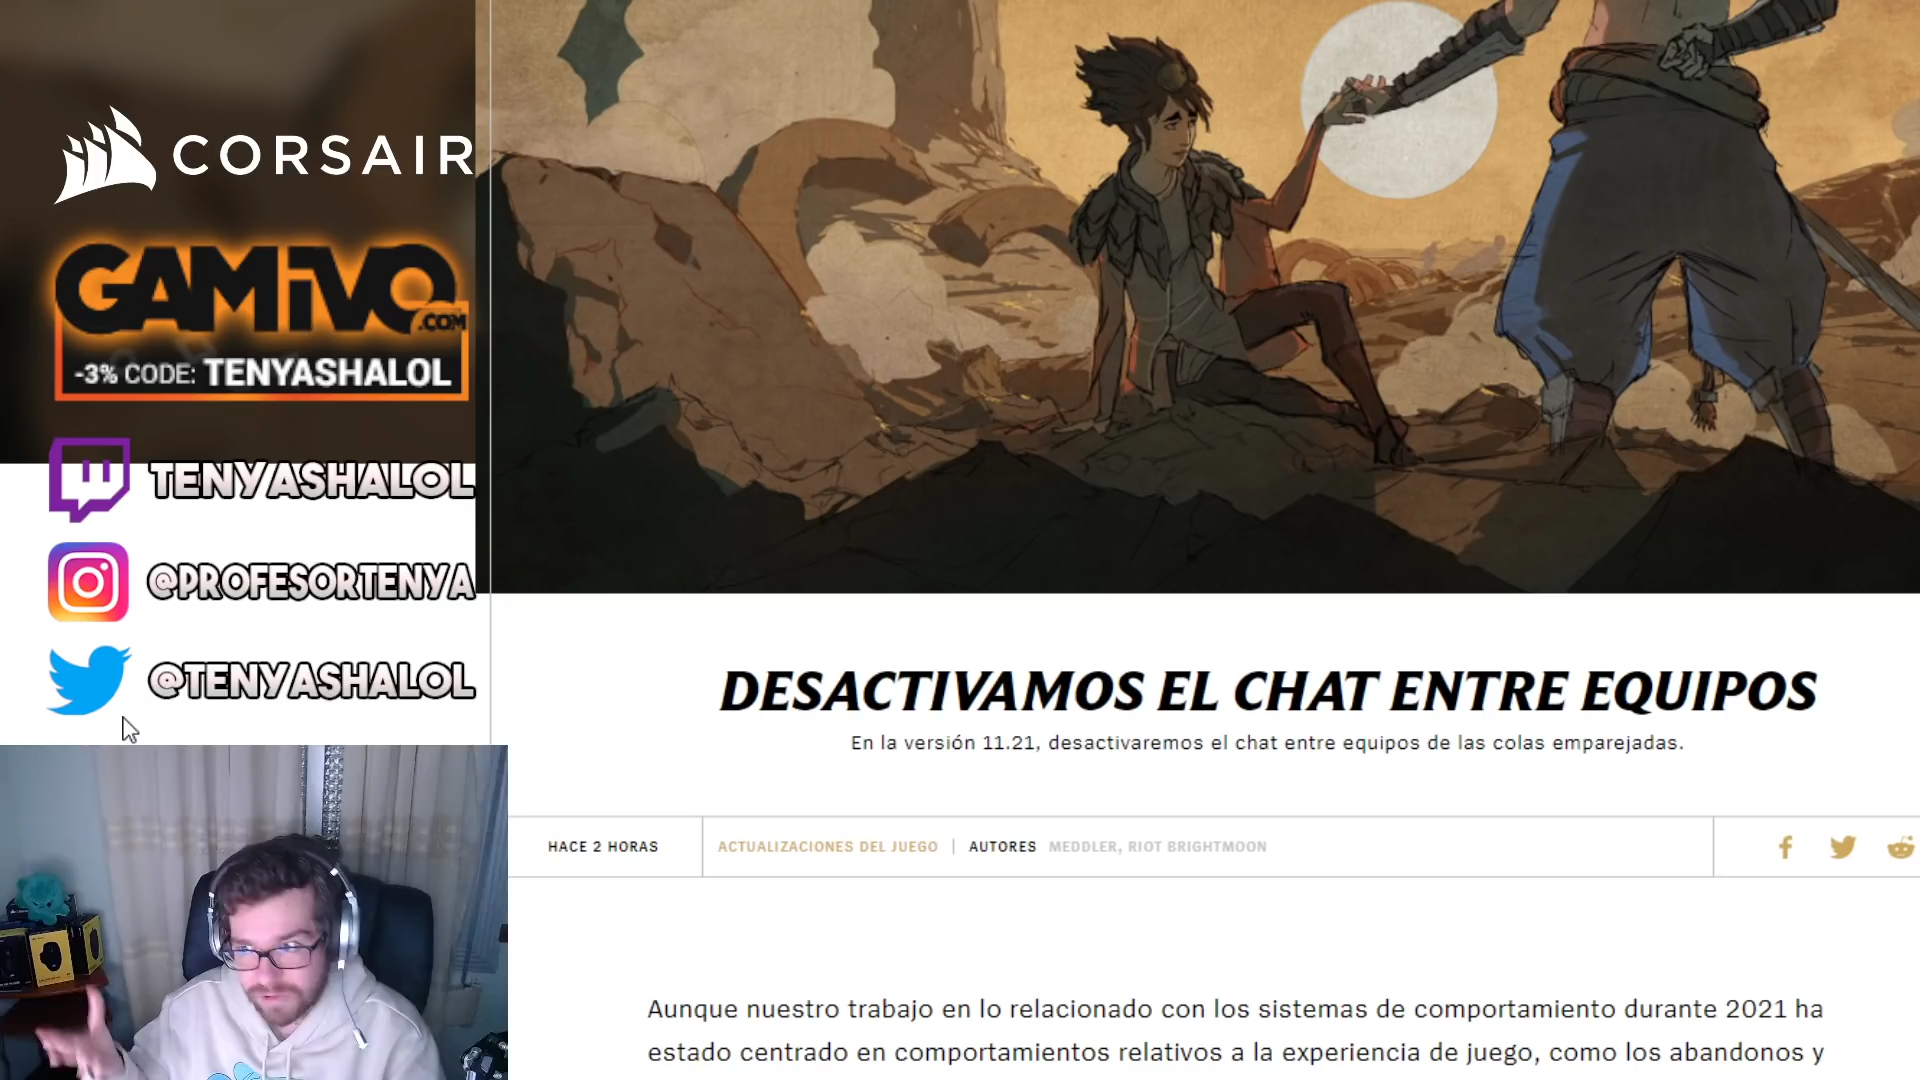 CORSAIR
GAMIVO
.COM
-3% CODE: TENYASHALOL
TENYASHALOL
@PROFESORTENYA
@TENYASHALOL
DESACTIVAMOS EL CHAT ENTRE EQUIPOS
En la versión 11.21, desactivaremos el chat entre equipos de las colas emparejadas.
HACE 2 HORAS
ACTUALIZACIONES DEL JUEGO | AUTORES MEDDLER, RIOT BRIGHTMOON
Aunque nuestro trabajo en lo relacionado con los sistemas de comportamiento durante 2021 ha
estado centrado en comportamientos relativos a la experiencia de juego, como los abandonos y